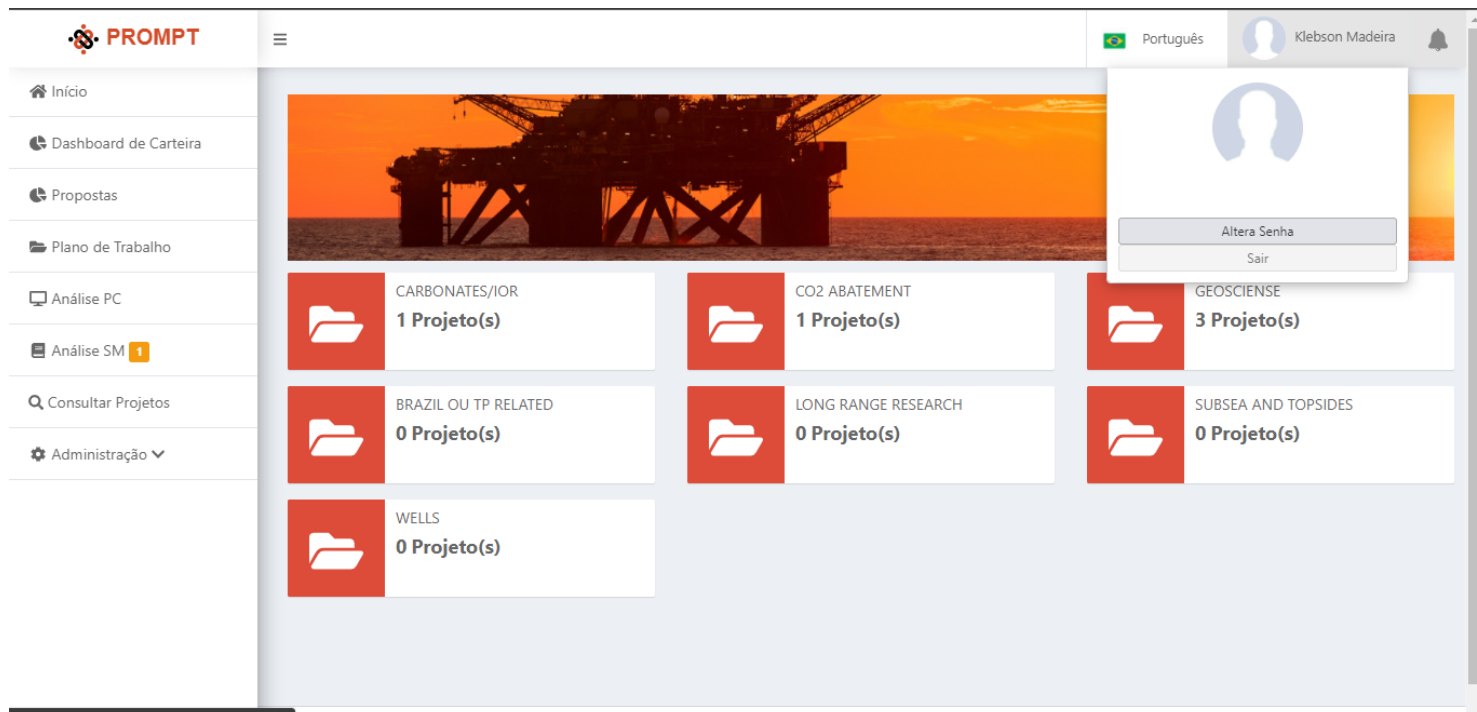 PROMPT
Português
Klebson Madeira
Início
Dashboard de Carteira
Propostas
Plano de Trabalho
Análise PC
Análise SM 1
Consultar Projetos
Administração
Altera Senha
Sair
CARBONATES/IOR
1 Projeto(s)
CO2 ABATEMENT
1 Projeto(s)
GEOSCIENSE
3 Projeto(s)
BRAZIL OU TP RELATED
0 Projeto(s)
LONG RANGE RESEARCH
0 Projeto(s)
SUBSEA AND TOPSIDES
0 Projeto(s)
WELLS
0 Projeto(s)